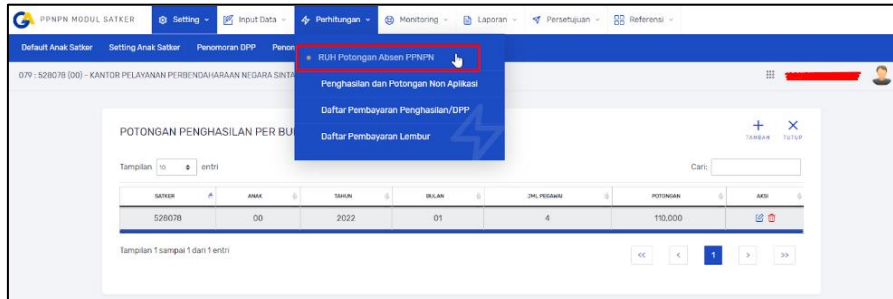 PPNPN MODUL SATKER Setting Input Data Perhitungan Monitoring Laporan Persetujuan Referensi
Default Anak Satker Setting Anak Satker Penomoran DPP Penon
RUH Potongan Absen PPNPN
079 : 528078 (00) - KANTOR PELAYANAN PERBENDAHARAAN NEGARA SINTA
Penghasilan dan Potongan Non Aplikasi
Daftar Pembayaran Penghasilan/DPP
POTONGAN PENGHASILAN PER BU
TAMBAH TUTUP
Daftar Pembayaran Lembur
Tampilan 10 entri Cari:
SATKER ANAK TAHUN BULAN JML PEGAWAI POTONGAN AKSI
528078 00 2022 01 4 110,000
Tampilan 1 sampai 1 dari 1 entri
<< < 1 > >>